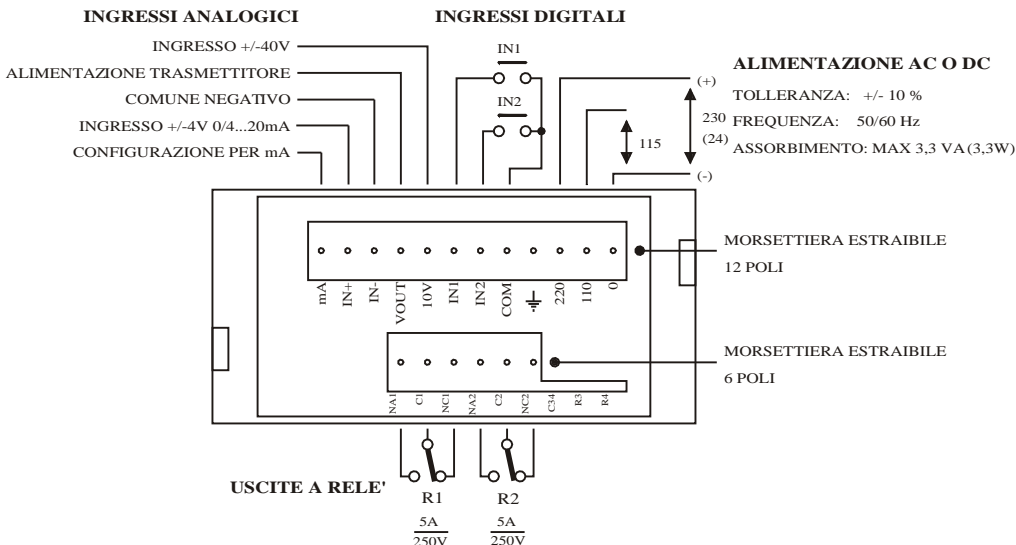 INGRESSI ANALOGICI
INGRESSO +/-40V
ALIMENTAZIONE TRASMETTITORE
COMUNE NEGATIVO
INGRESSO +/-4V 0/4...20mA
CONFIGURAZIONE PER mA
INGRESSI DIGITALI
IN1
IN2
(+)
230
(24)
115
(-)
ALIMENTAZIONE AC O DC
TOLLERANZA: +/- 10 %
FREQUENZA: 50/60 Hz
ASSORBIMENTO: MAX 3,3 VA(3,3W)
mA
IN+
IN-
VOUT
10V
IN1
IN2
COM
220
110
0
MORSETTIERA ESTRAIBILE
12 POLI
MORSETTIERA ESTRAIBILE
6 POLI
NA1
C1
NC1
NA2
C2
NC2
C34
R3
R4
USCITE A RELE'
R1
5A
250V
R2
5A
250V